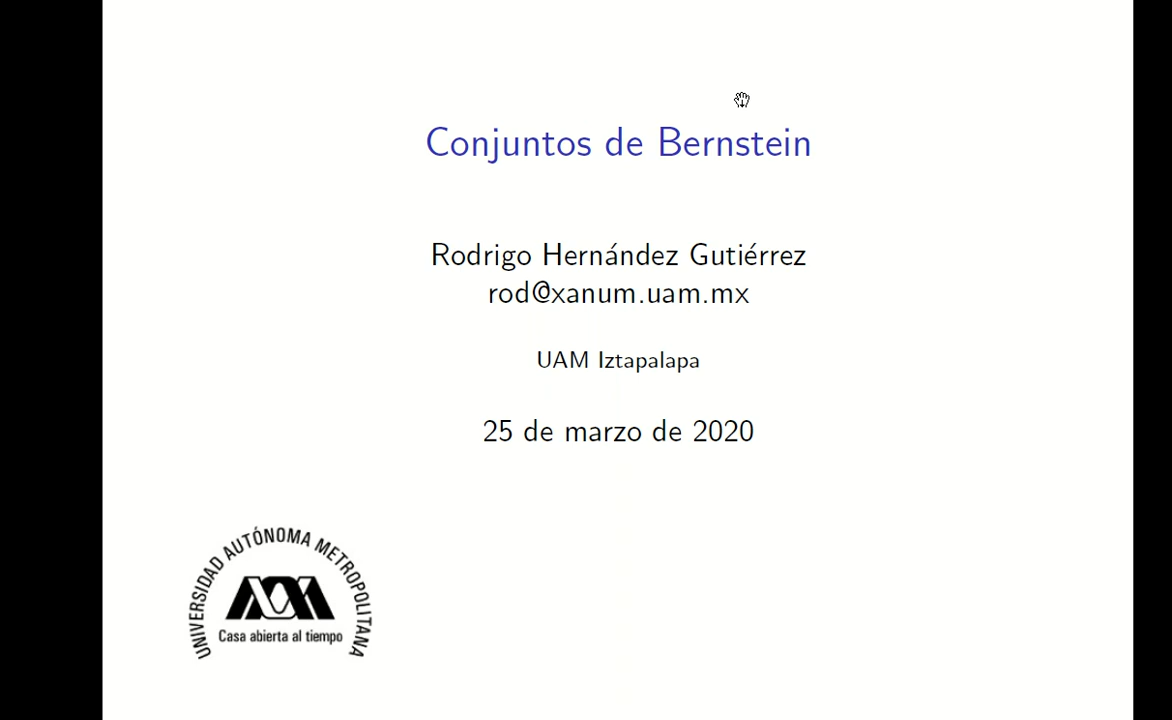 Conjuntos de Bernstein
Rodrigo Hernández Gutiérrez
rod@xanum.uam.mx
UAM Iztapalapa
25 de marzo de 2020
UNIVERSIDAD AUTÓNOMA METROPOLITANA
Casa abierta al tiempo